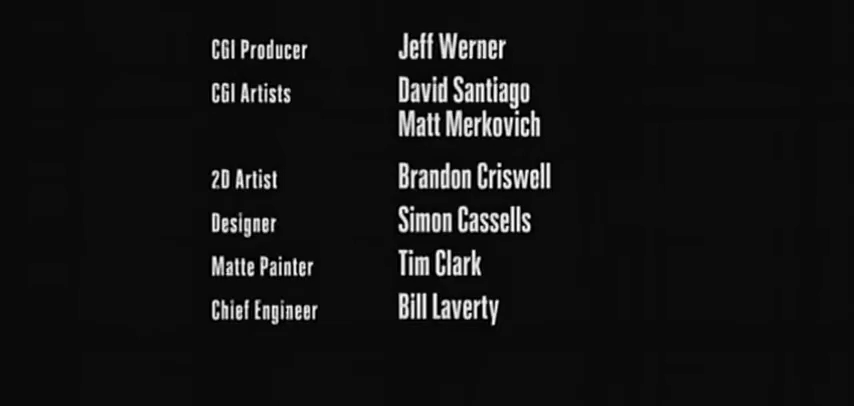 CGI Producer Jeff Werner
CGI Artists David Santiago
Matt Merkovich
2D Artist Brandon Criswell
Designer Simon Cassells
Matte Painter Tim Clark
Chief Engineer Bill Laverty